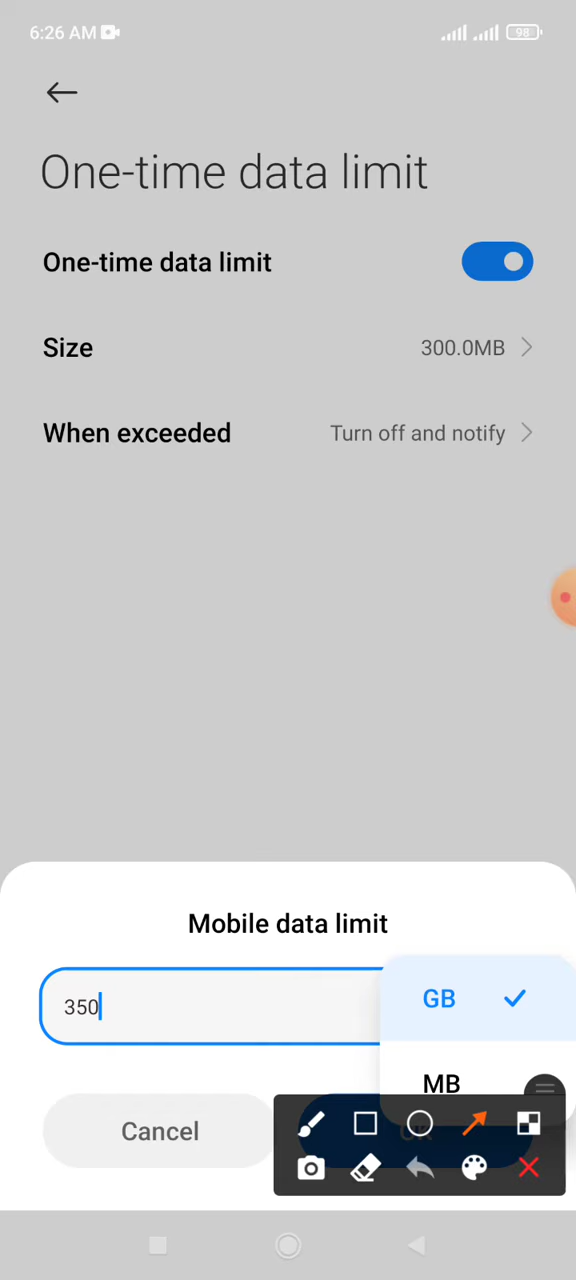 6:26 AM
98
One-time data limit
One-time data limit
Size 300.0MB
When exceeded Turn off and notify
Mobile data limit
350
GB
MB
Cancel